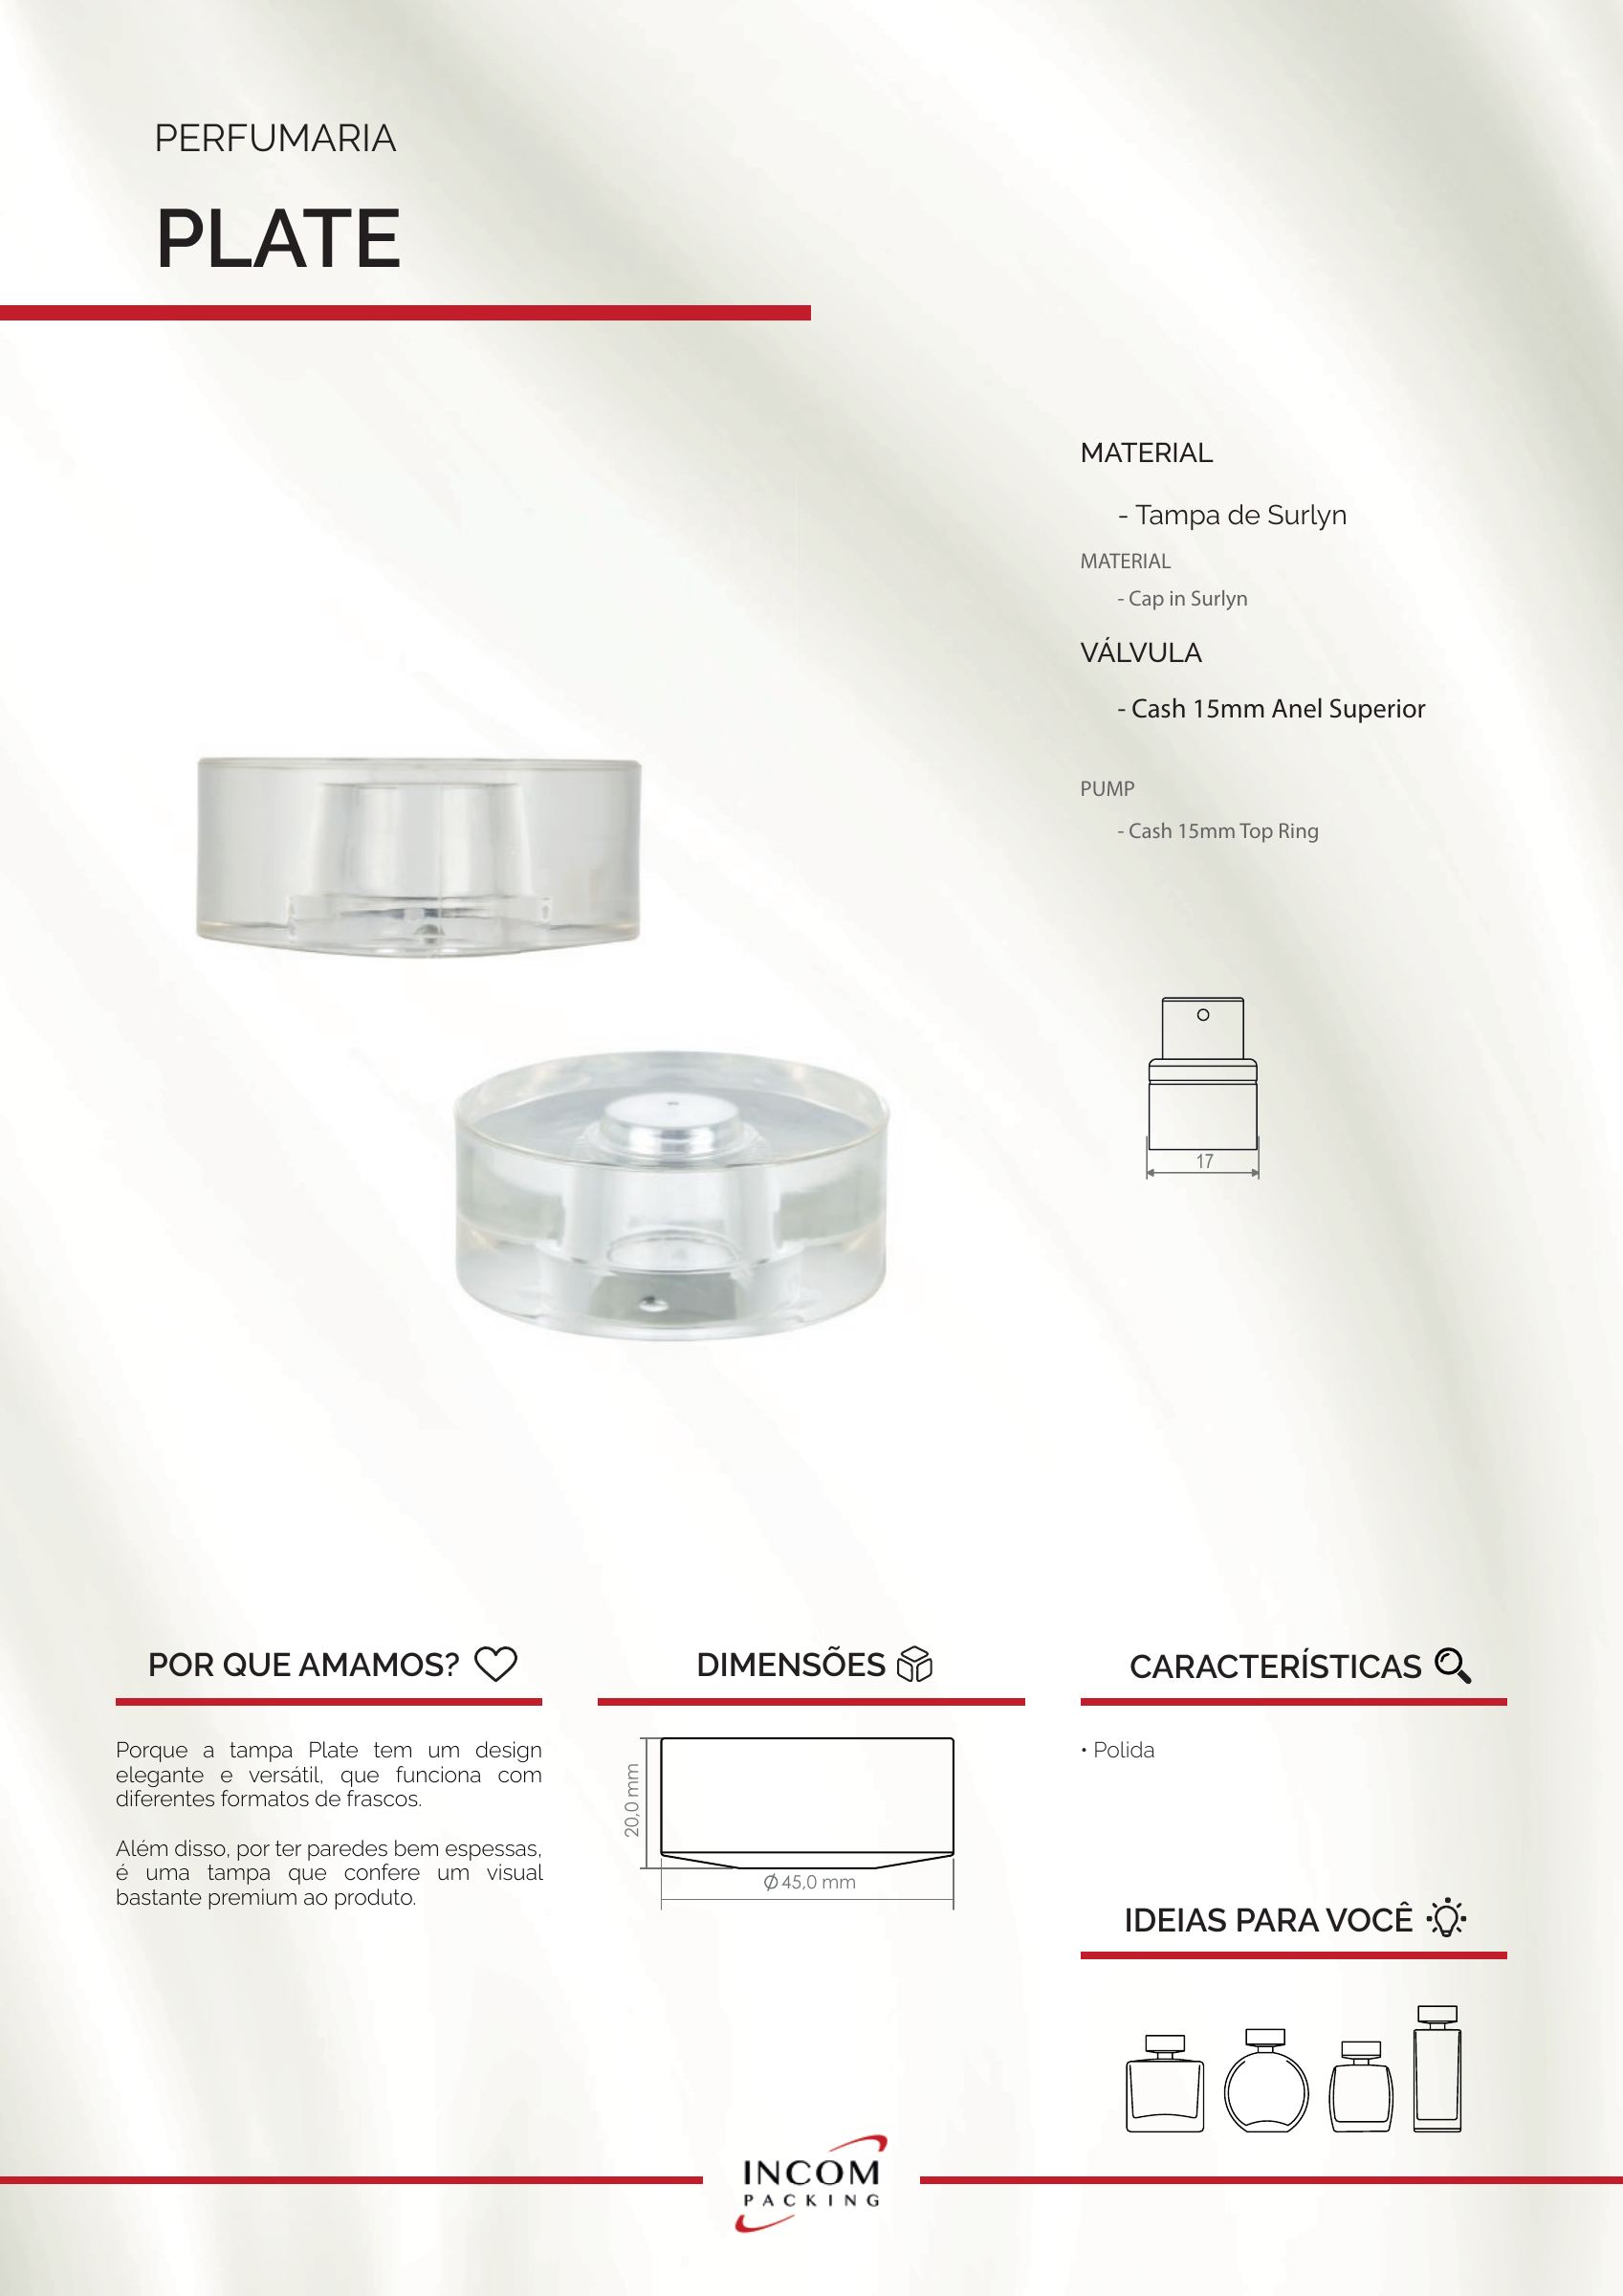 PERFUMARIA
PLATE
MATERIAL
- Tampa de Surlyn
MATERIAL
- Cap in Surlyn
VÁLVULA
- Cash 15mm Anel Superior
PUMP
- Cash 15mm Top Ring
17
POR QUE AMAMOS?
Porque a tampa Plate tem um design
elegante e versátil, que funciona com
diferentes formatos de frascos.
Além disso, por ter paredes bem espessas,
é uma tampa que confere um visual
bastante premium ao produto.
DIMENSÕES
20,0 mm
Ø 45,0 mm
CARACTERÍSTICAS
• Polida
IDEIAS PARA VOCÊ
INCOM
PACKING